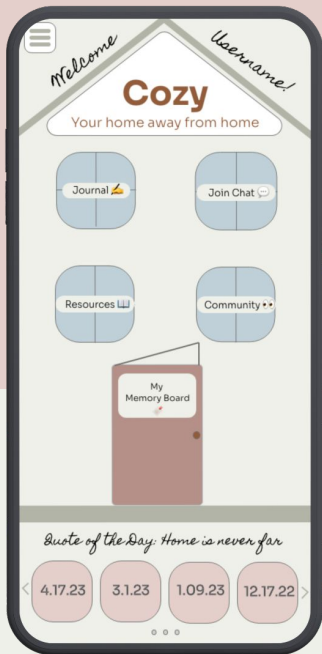 Welcome Username!
Cozy
Your home away from home
Journal ✍️ Join Chat 💬
Resources 📖 Community 👀
My
Memory Board
Quote of the Day: Home is never far
4.17.23 3.1.23 1.09.23 12.17.22